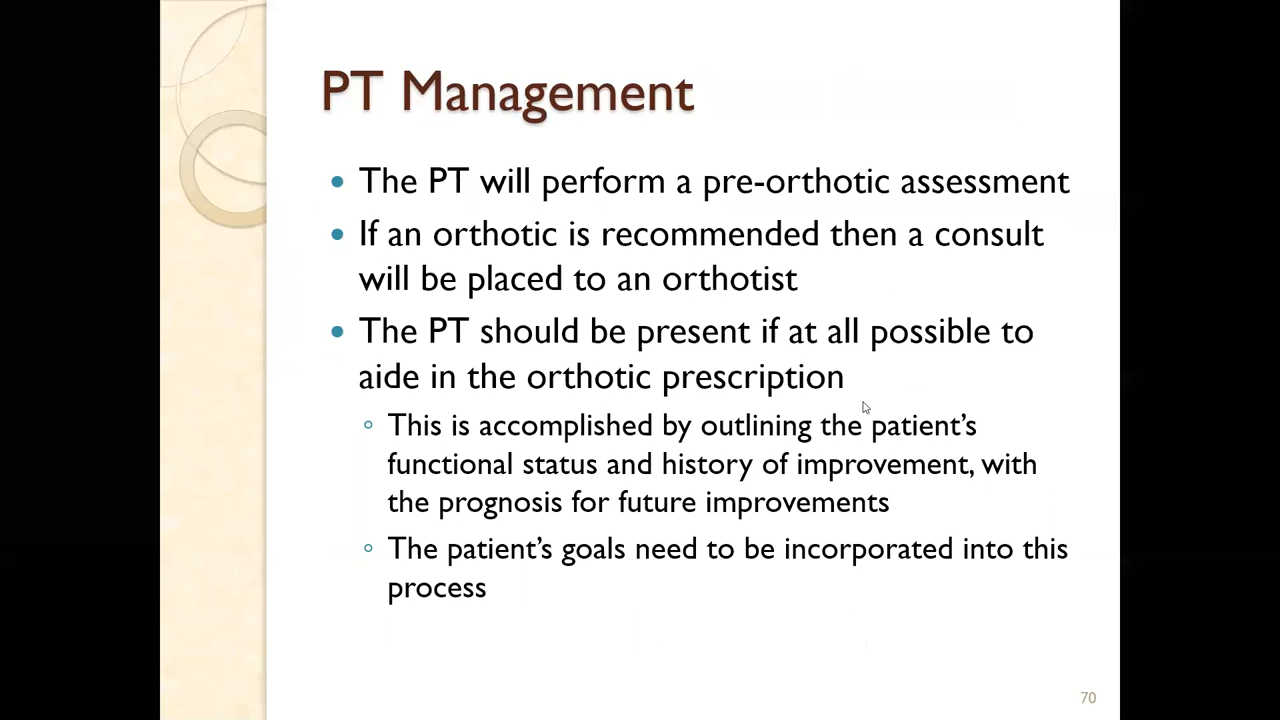 PT Management
• The PT will perform a pre-orthotic assessment
• If an orthotic is recommended then a consult
will be placed to an orthotist
• The PT should be present if at all possible to
aide in the orthotic prescription
◦ This is accomplished by outlining the patient’s
functional status and history of improvement, with
the prognosis for future improvements
◦ The patient’s goals need to be incorporated into this
process
70